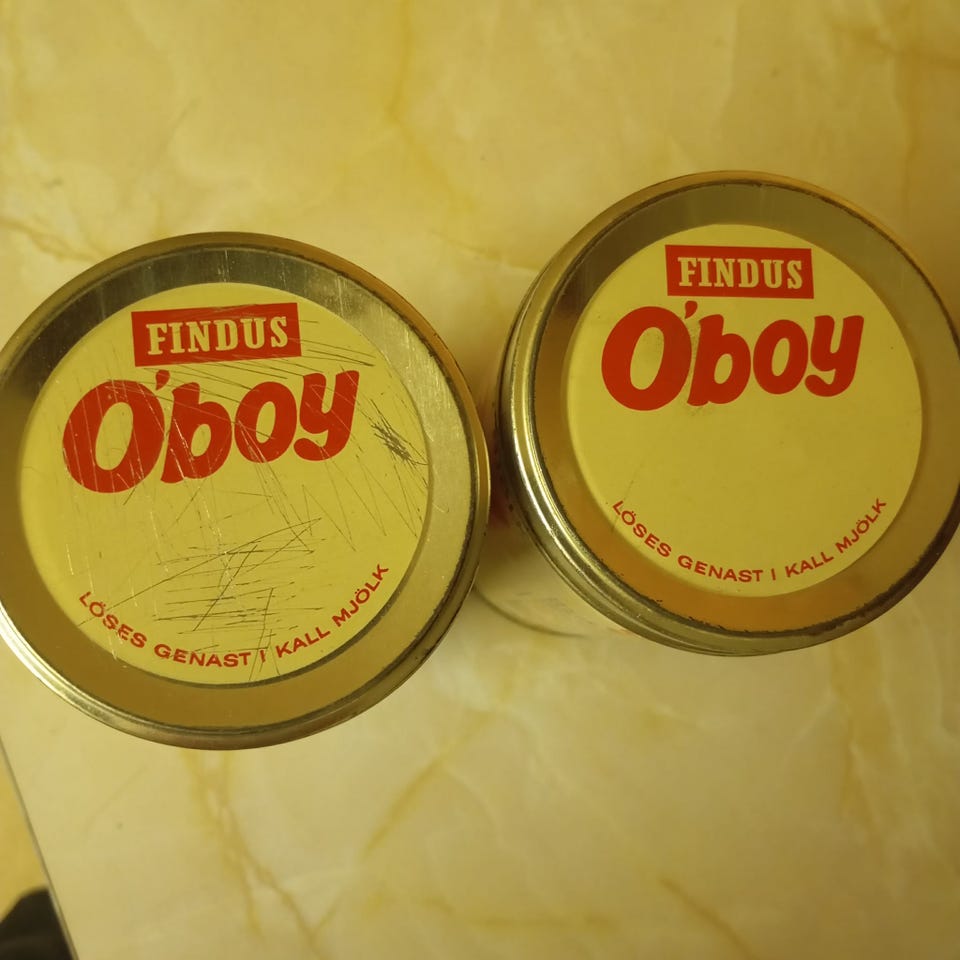 FINDUS
O'boy
LÖSES GENAST I KALL MJÖLK
FINDUS
O'boy
LÖSES GENAST I KALL MJÖLK